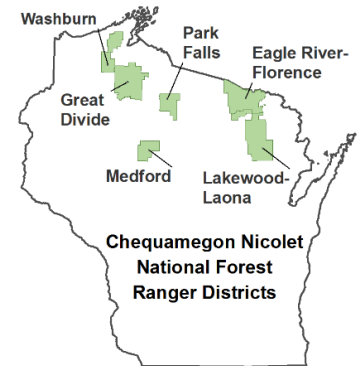 Washburn
Park
Falls
Eagle River-
Florence
Great
Divide
Medford
Lakewood-
Laona
Chequamegon Nicolet
National Forest
Ranger Districts